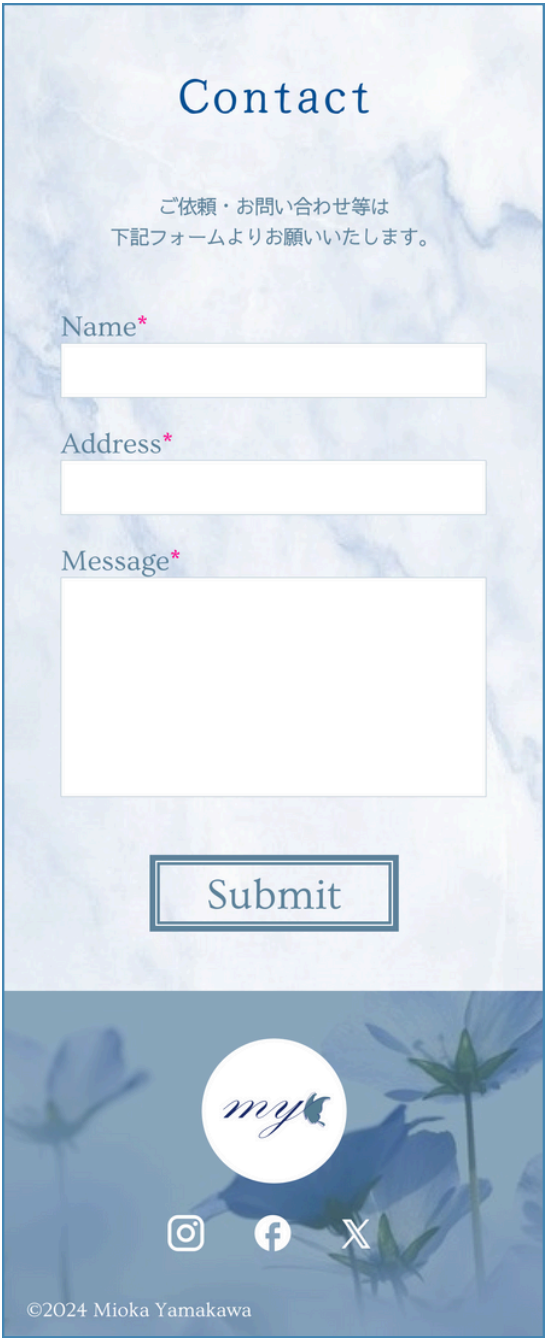 Contact
ご依頼・お問い合わせ等は
下記フォームよりお願いいたします。
Name*
Address*
Message*
Submit
my
©2024 Mioka Yamakawa